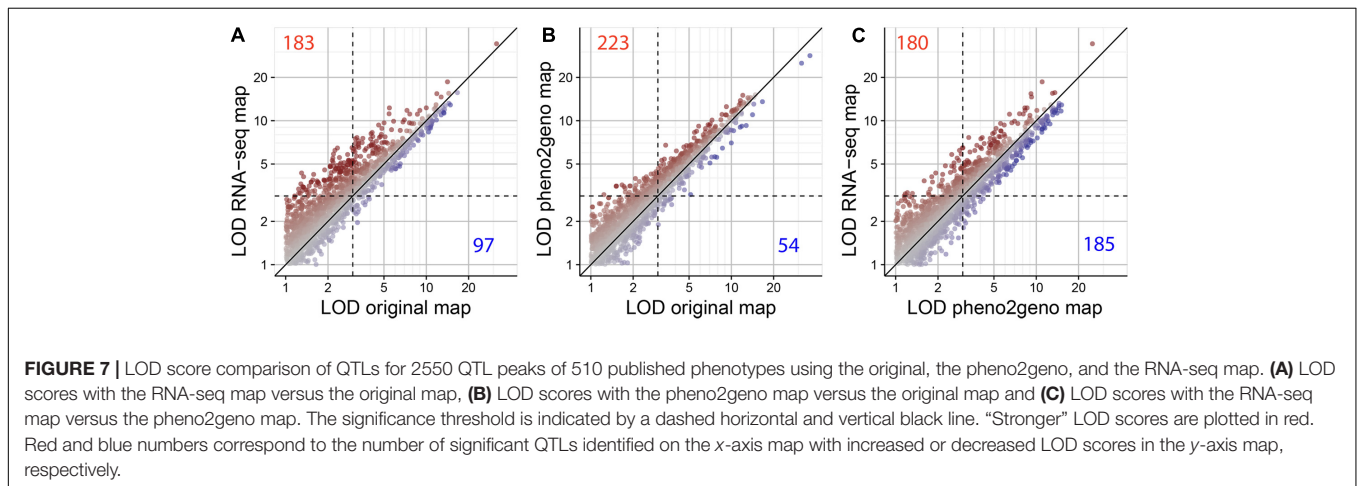 A
183
LOD RNA−seq map
20
10
5
2
1
97
1
2
5
10
20
LOD original map
B
223
LOD pheno2geno map
20
10
5
2
1
54
1
2
5
10
20
LOD original map
C
180
LOD RNA−seq map
20
10
5
2
1
185
1
2
5
10
20
LOD pheno2geno map
FIGURE 7 | LOD score comparison of QTLs for 2550 QTL peaks of 510 published phenotypes using the original, the pheno2geno, and the RNA-seq map. (A) LOD
scores with the RNA-seq map versus the original map, (B) LOD scores with the pheno2geno map versus the original map and (C) LOD scores with the RNA-seq
map versus the pheno2geno map. The significance threshold is indicated by a dashed horizontal and vertical black line. “Stronger” LOD scores are plotted in red.
Red and blue numbers correspond to the number of significant QTLs identified on the x-axis map with increased or decreased LOD scores in the y-axis map,
respectively.